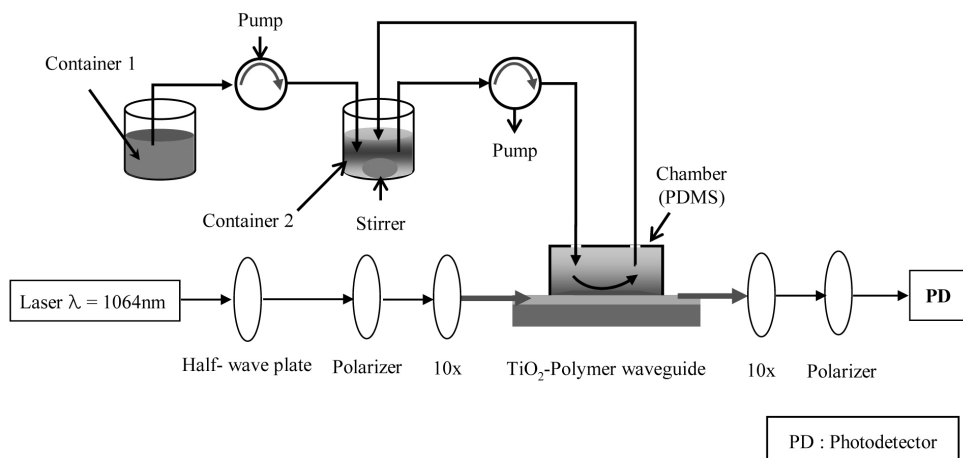 Pump
Container 1
Pump
Chamber
(PDMS)
Container 2
Stirrer
Laser λ = 1064nm
PD
Half- wave plate
Polarizer
10x
TiO₂-Polymer waveguide
10x
Polarizer
PD : Photodetector